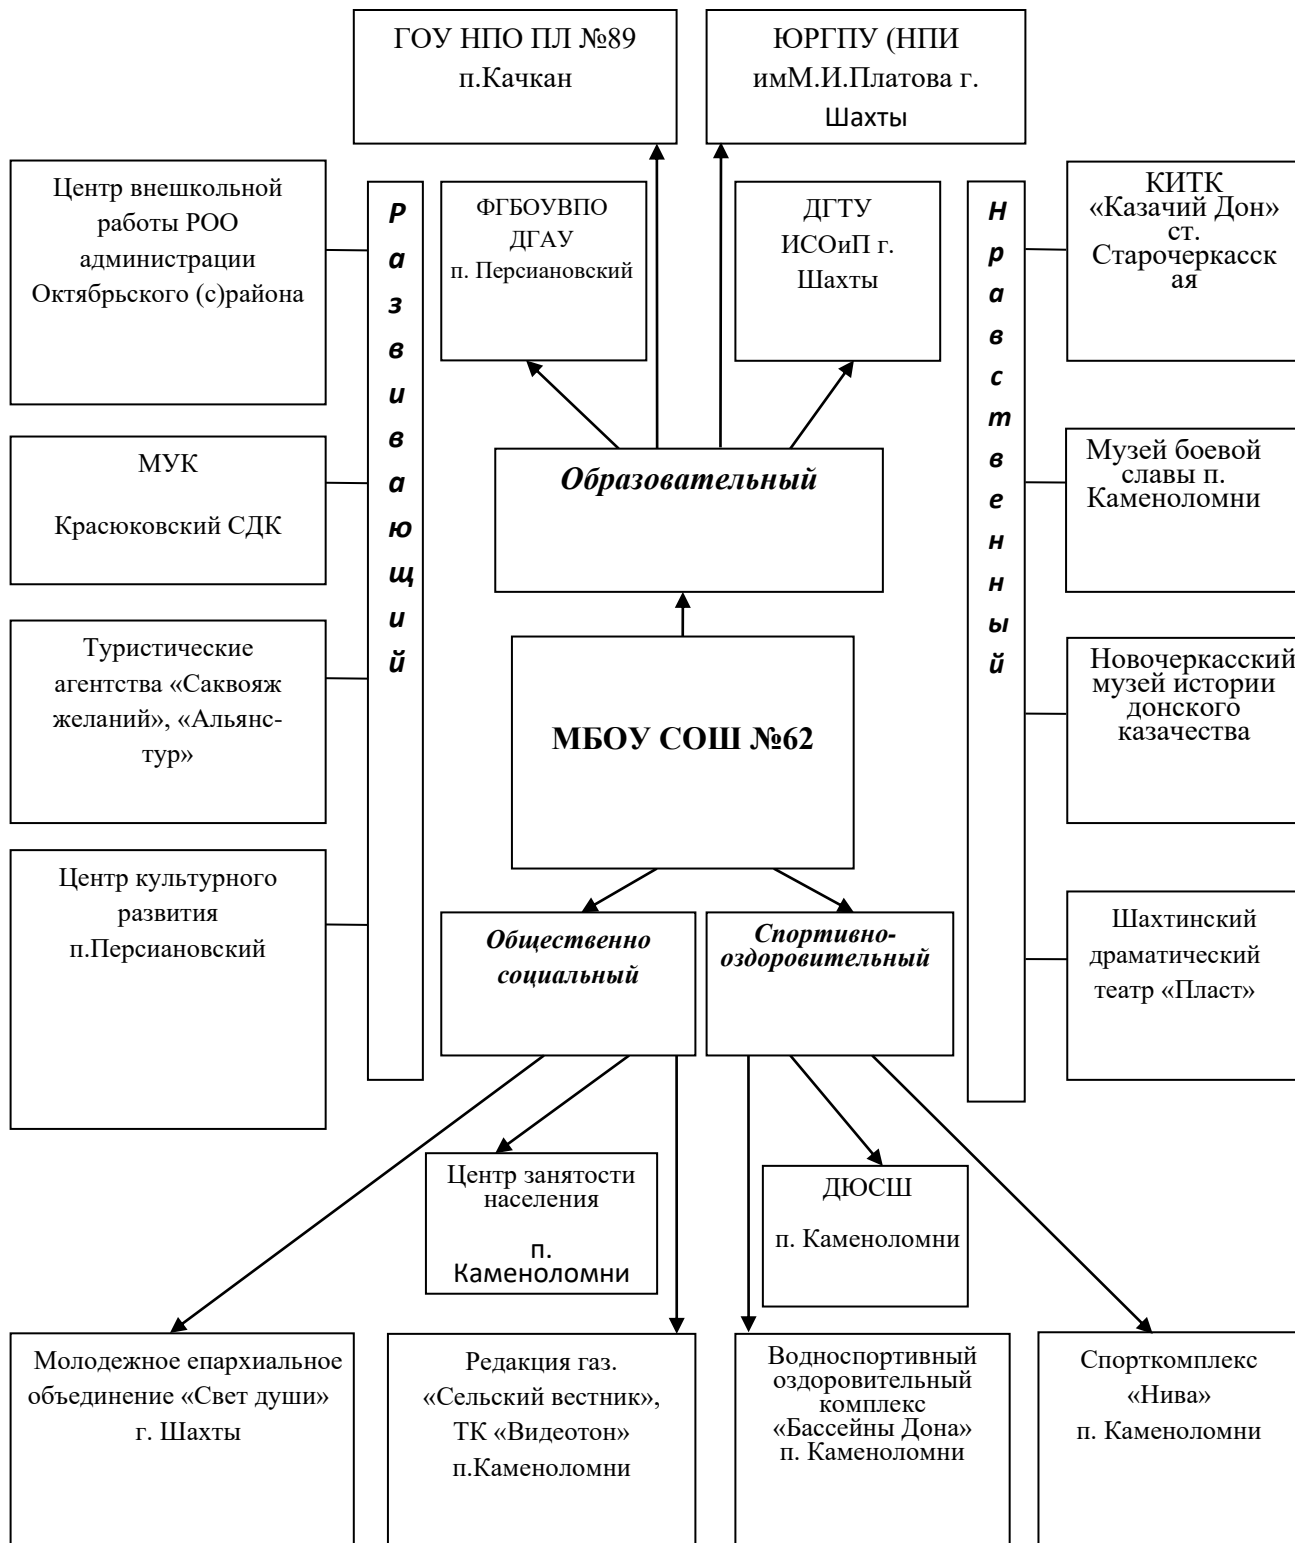 ГОУ НПО ПЛ №89
п.Качкан
ЮРГПУ (НПИ
имМ.И.Платова г.
Шахты
Центр внешкольной
работы РОО
администрации
Октябрьского (с)района
Развивающий
ФГБОУВПО
ДГАУ
п. Персиановский
ДГТУ
ИСОиП г.
Шахты
Нравственный
КИТК
«Казачий Дон»
ст.
Старочеркасск
ая
МУК
Красюковский СДК
Образовательный
Музей боевой
славы п.
Каменоломни
Туристические
агентства «Саквояж
желаний», «Альянс-
тур»
МБОУ СОШ №62
Новочеркасский
музей истории
донского
казачества
Центр культурного
развития
п.Персиановский
Общественно
социальный
Спортивно-
оздоровительный
Шахтинский
драматический
театр «Пласт»
Центр занятости
населения
п.
Каменоломни
ДЮСШ
п. Каменоломни
Молодежное епархиальное
объединение «Свет души»
г. Шахты
Редакция газ.
«Сельский вестник»,
ТК «Видеотон»
п.Каменоломни
Водноспортивный
оздоровительный
комплекс
«Бассейны Дона»
п. Каменоломни
Спорткомплекс
«Нива»
п. Каменоломни